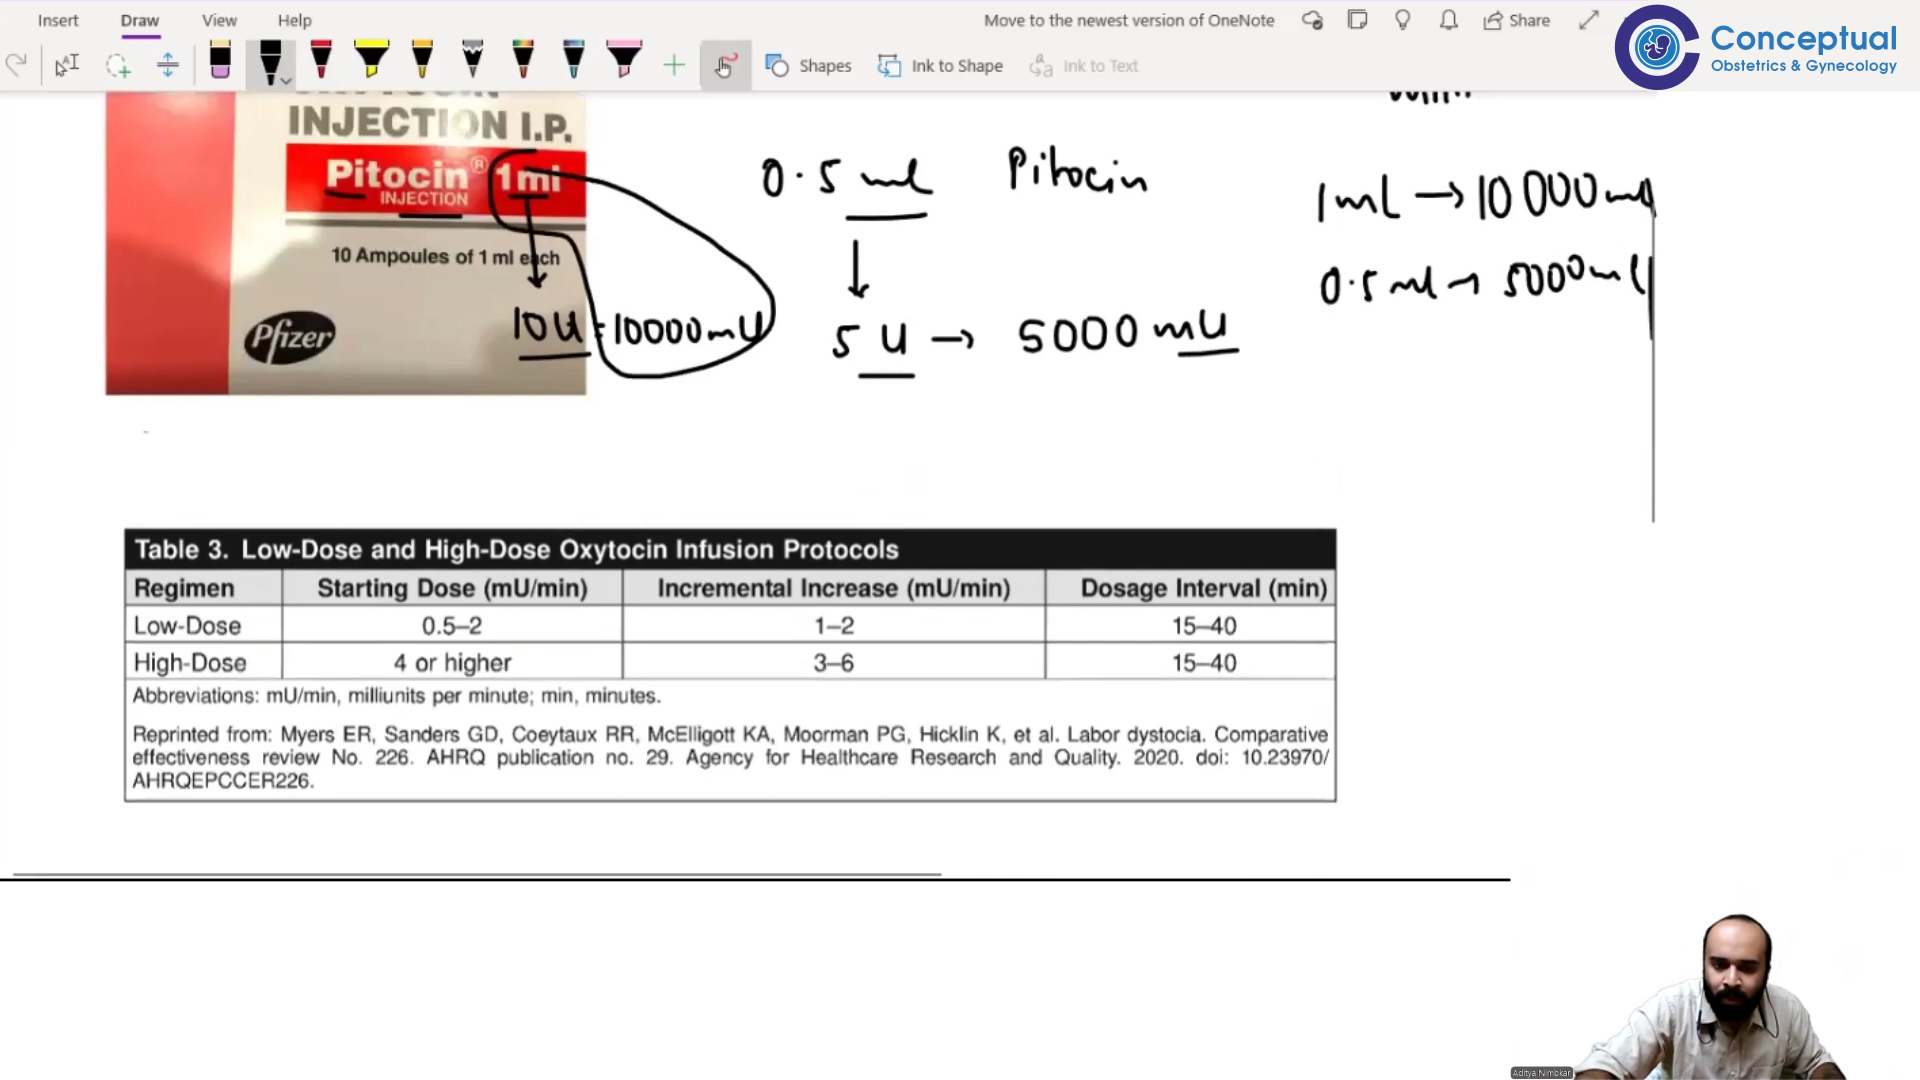 Insert Draw View Help Move to the newest version of OneNote Share
Conceptual
Obstetrics & Gynecology
Shapes Ink to Shape Ink to Text
INJECTION I.P.
Pitocin® 1ml
INJECTION
10 Ampoules of 1 ml each
Pfizer
10U = 10000mU
0.5 ml Pitocin
5 U → 5000 mU
1ml → 10 000 mU
0.5 ml → 5000 mU
Table 3. Low-Dose and High-Dose Oxytocin Infusion Protocols
Regimen Starting Dose (mU/min) Incremental Increase (mU/min) Dosage Interval (min)
Low-Dose 0.5–2 1–2 15–40
High-Dose 4 or higher 3–6 15–40
Abbreviations: mU/min, milliunits per minute; min, minutes.
Reprinted from: Myers ER, Sanders GD, Coeytaux RR, McElligott KA, Moorman PG, Hicklin K, et al. Labor dystocia. Comparative
effectiveness review No. 226. AHRQ publication no. 29. Agency for Healthcare Research and Quality. 2020. doi: 10.23970/
AHRQEPCCER226.
Aditya Nimbkar